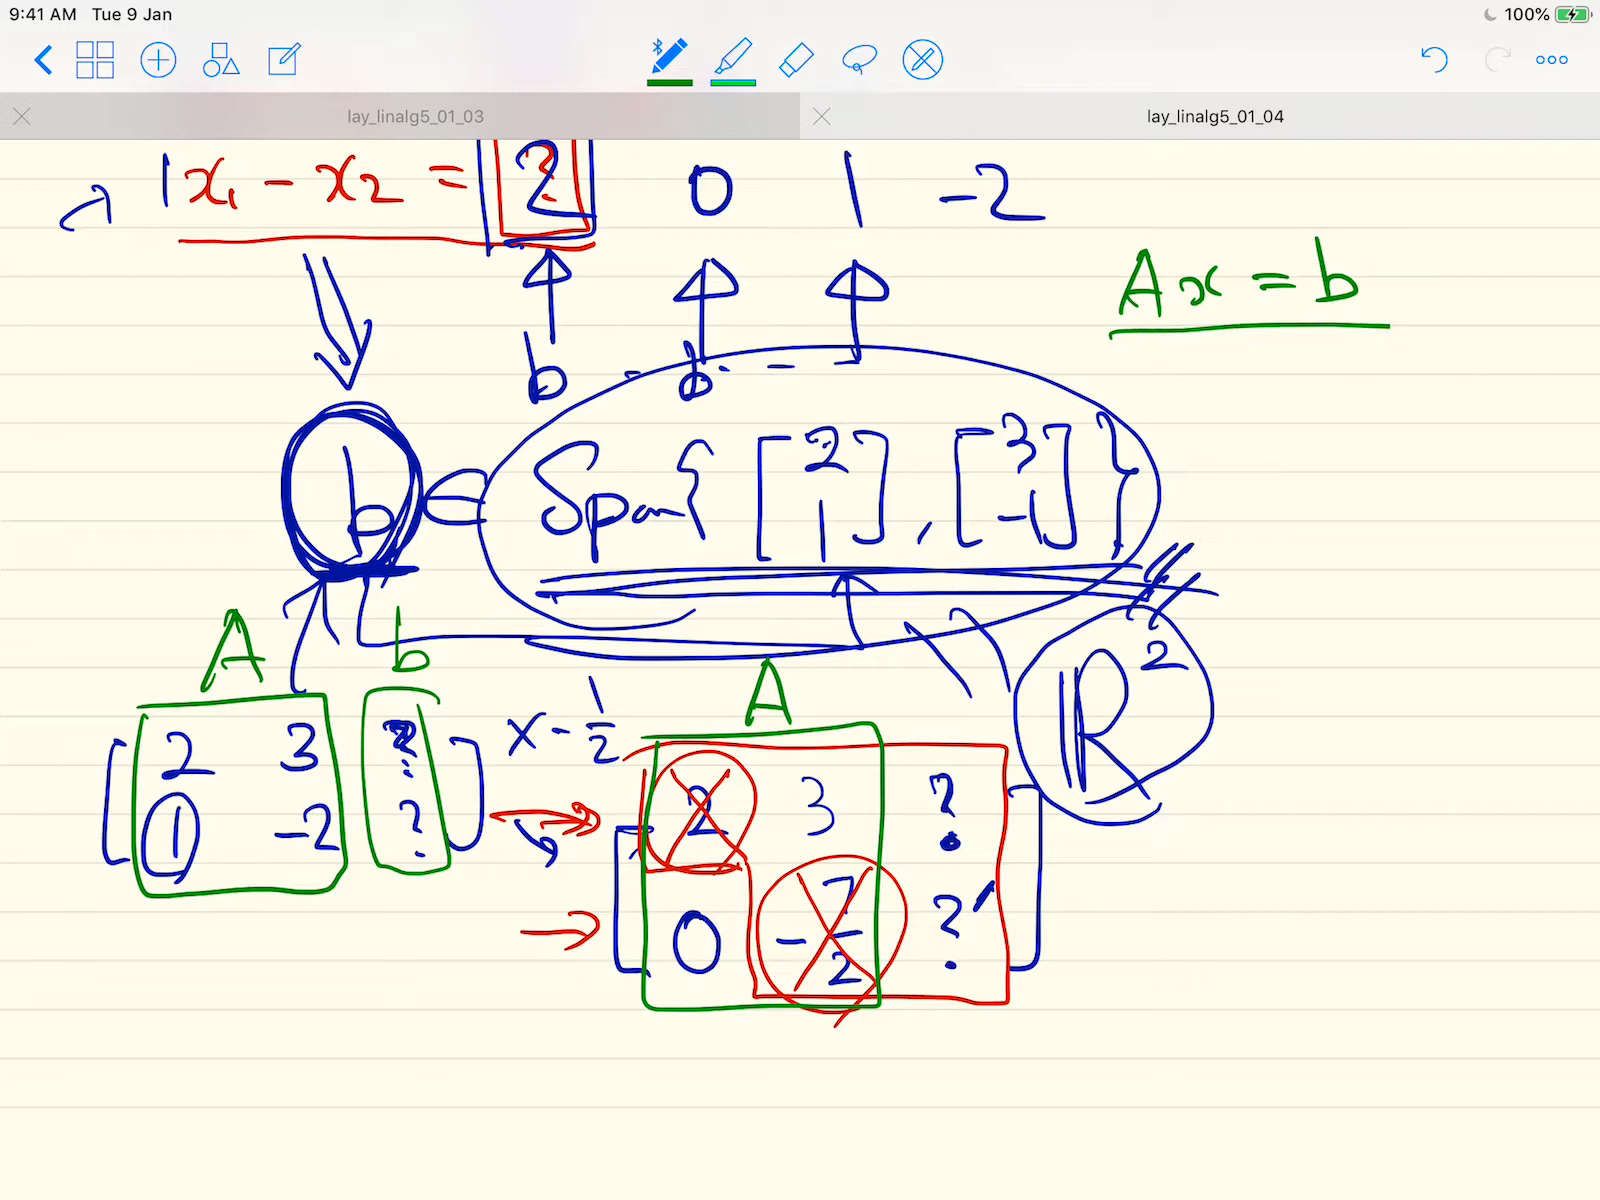 9:41 AM Tue 9 Jan 100%
lay_linalg5_01_03 lay_linalg5_01_04
1x₁ - x₂ = 2 0 1 -2
Ax = b
b - b - -
b ∈ Span{ [2 1], [3 -1] }
ℝ²
A b
A
[2 3 ? x - 1/2
1 -2 ?]
[2 3 ?
0 -7/2 ?]